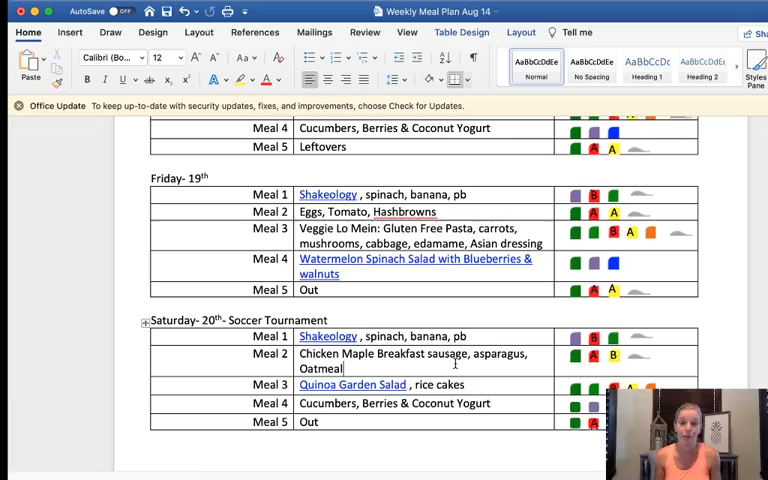 AutoSave OFF
Weekly Meal Plan Aug 14
Home Insert Draw Design Layout References Mailings Review View Table Design Layout Tell me
Paste
Calibri (Bo... 12
AaBbCcDdEe AaBbCcDdEe AaBbCcDc AaBbCcDdEe
Normal No Spacing Heading 1 Heading 2
Styles
Pane
Office Update To keep up-to-date with security updates, fixes, and improvements, choose Check for Updates.
Meal 4 Cucumbers, Berries & Coconut Yogurt
Meal 5 Leftovers A A
Friday- 19th
Meal 1 Shakeology , spinach, banana, pb B
Meal 2 Eggs, Tomato, Hashbrowns A A
Meal 3 Veggie Lo Mein: Gluten Free Pasta, carrots, B A
mushrooms, cabbage, edamame, Asian dressing
Meal 4 Watermelon Spinach Salad with Blueberries &
walnuts
Meal 5 Out A A
Saturday- 20th- Soccer Tournament
Meal 1 Shakeology , spinach, banana, pb B
Meal 2 Chicken Maple Breakfast sausage, asparagus, A B
Oatmeal
Meal 3 Quinoa Garden Salad , rice cakes
Meal 4 Cucumbers, Berries & Coconut Yogurt
Meal 5 Out A